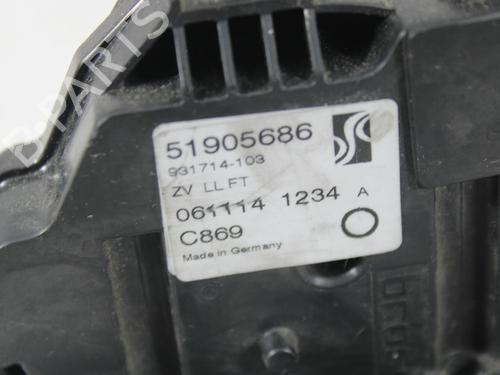 51905686
931714-103
ZV LL FT
061114 1234 A
C869
Made in Germany
B-PARTS